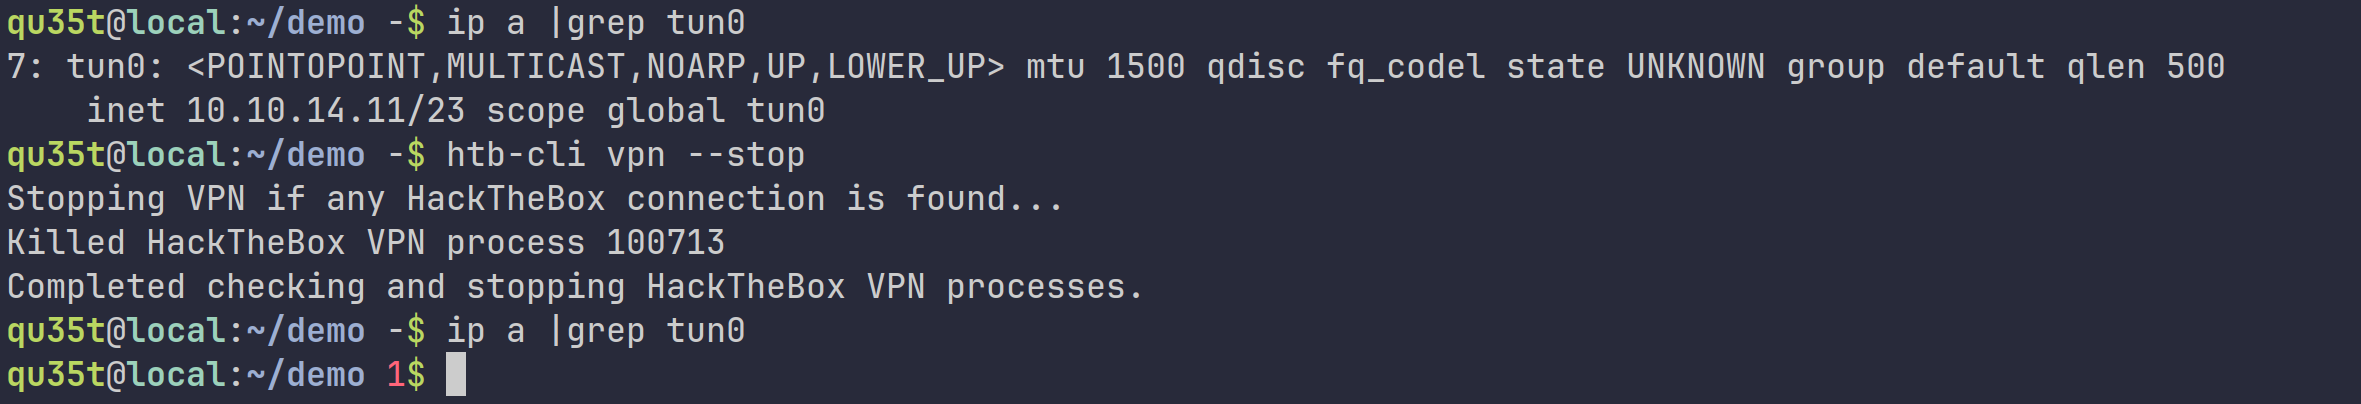 qu35t@local:~/demo -$ ip a |grep tun0
7: tun0: <POINTOPOINT,MULTICAST,NOARP,UP,LOWER_UP> mtu 1500 qdisc fq_codel state UNKNOWN group default qlen 500
    inet 10.10.14.11/23 scope global tun0
qu35t@local:~/demo -$ htb-cli vpn --stop
Stopping VPN if any HackTheBox connection is found...
Killed HackTheBox VPN process 100713
Completed checking and stopping HackTheBox VPN processes.
qu35t@local:~/demo -$ ip a |grep tun0
qu35t@local:~/demo 1$